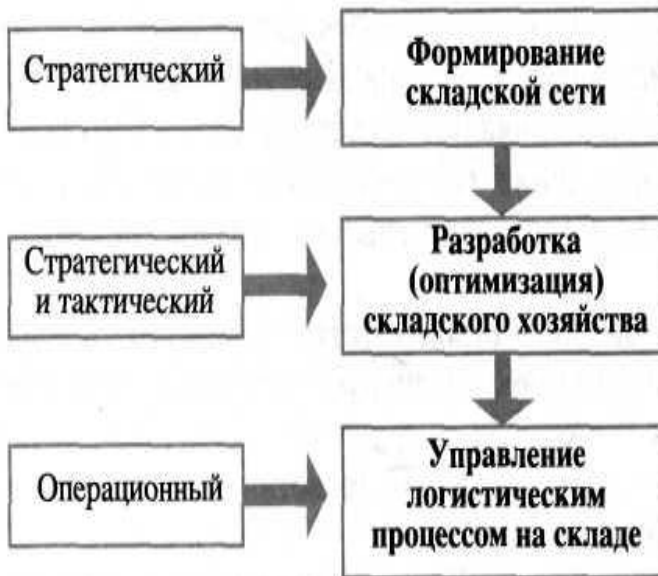 Стратегический
Формирование
складской сети
Стратегический
и тактический
Разработка
(оптимизация)
складского хозяйства
Операционный
Управление
логистическим
процессом на складе